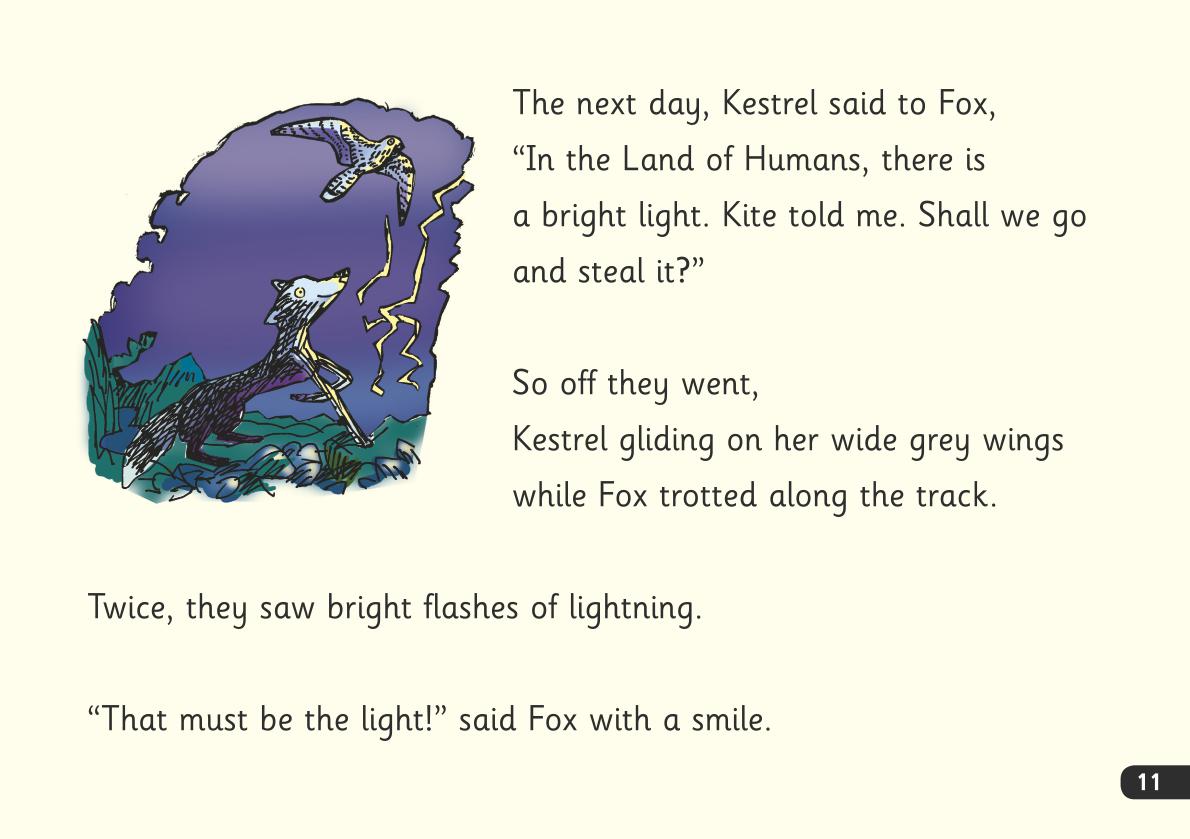 The next day, Kestrel said to Fox,
“In the Land of Humans, there is
a bright light. Kite told me. Shall we go
and steal it?”
So off they went,
Kestrel gliding on her wide grey wings
while Fox trotted along the track.
Twice, they saw bright flashes of lightning.
“That must be the light!” said Fox with a smile.
11